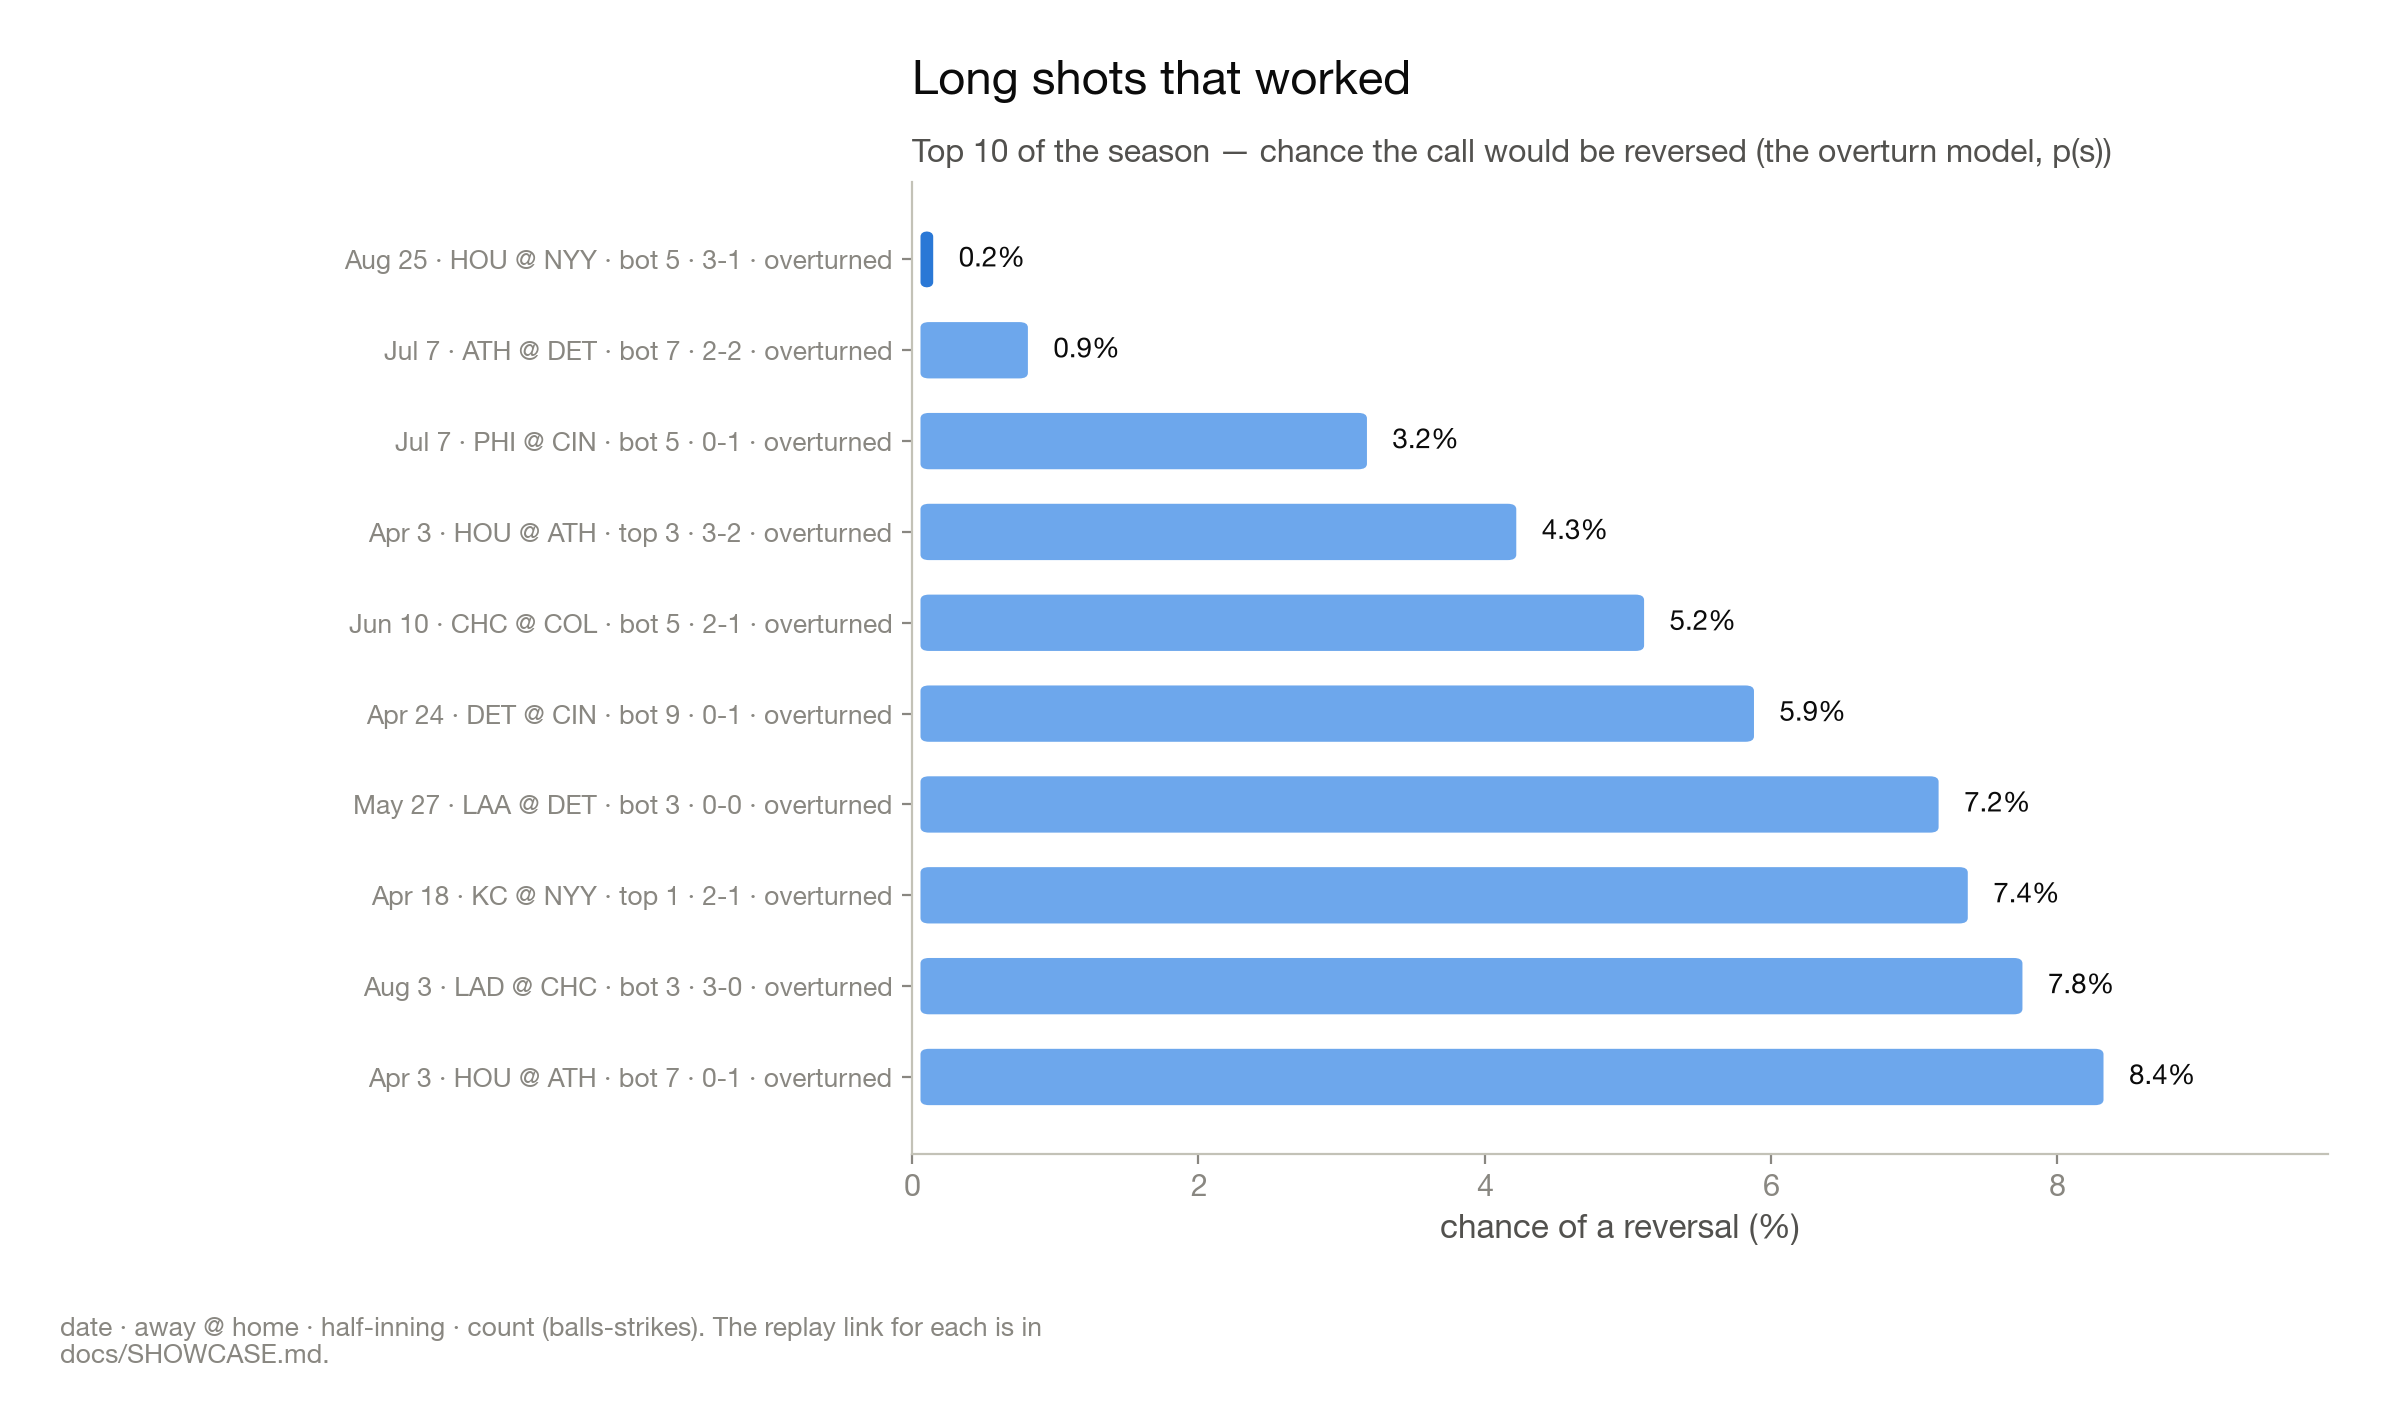 Long shots that worked
Top 10 of the season — chance the call would be reversed (the overturn model, p(s))
Aug 25 · HOU @ NYY · bot 5 · 3-1 · overturned 0.2%
Jul 7 · ATH @ DET · bot 7 · 2-2 · overturned 0.9%
Jul 7 · PHI @ CIN · bot 5 · 0-1 · overturned 3.2%
Apr 3 · HOU @ ATH · top 3 · 3-2 · overturned 4.3%
Jun 10 · CHC @ COL · bot 5 · 2-1 · overturned 5.2%
Apr 24 · DET @ CIN · bot 9 · 0-1 · overturned 5.9%
May 27 · LAA @ DET · bot 3 · 0-0 · overturned 7.2%
Apr 18 · KC @ NYY · top 1 · 2-1 · overturned 7.4%
Aug 3 · LAD @ CHC · bot 3 · 3-0 · overturned 7.8%
Apr 3 · HOU @ ATH · bot 7 · 0-1 · overturned 8.4%
0 2 4 6 8
chance of a reversal (%)
date · away @ home · half-inning · count (balls-strikes). The replay link for each is in
docs/SHOWCASE.md.